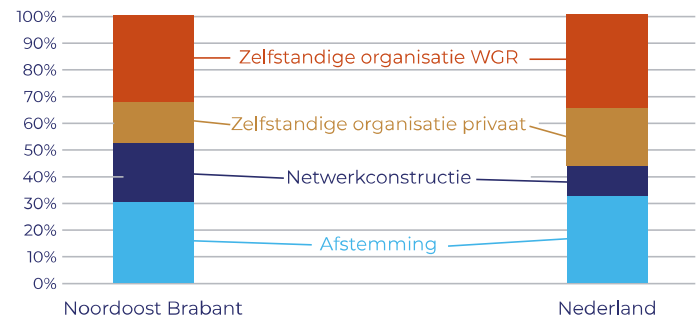 100%
90%
80%
70%
60%
50%
40%
30%
20%
10%
0%
Zelfstandige organisatie WGR
Zelfstandige organisatie privaat
Netwerkconstructie
Afstemming
Noordoost Brabant
Nederland